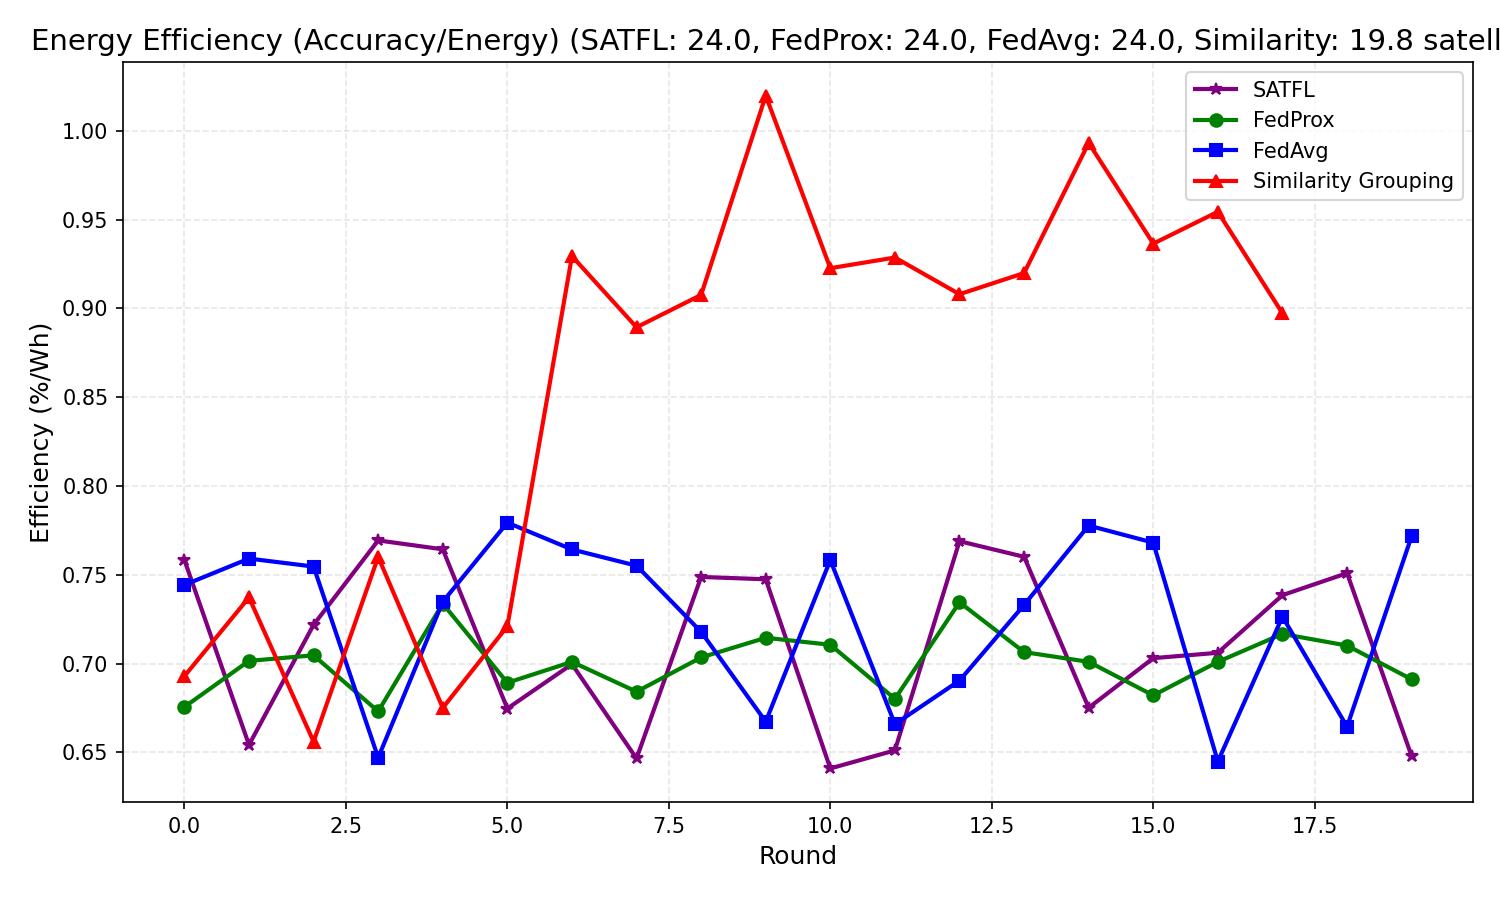 Energy Efficiency (Accuracy/Energy) (SATFL: 24.0, FedProx: 24.0, FedAvg: 24.0, Similarity: 19.8 satell
SATFL
FedProx
FedAvg
Similarity Grouping
Efficiency (%/Wh)
1.00
0.95
0.90
0.85
0.80
0.75
0.70
0.65
0.0 2.5 5.0 7.5 10.0 12.5 15.0 17.5
Round